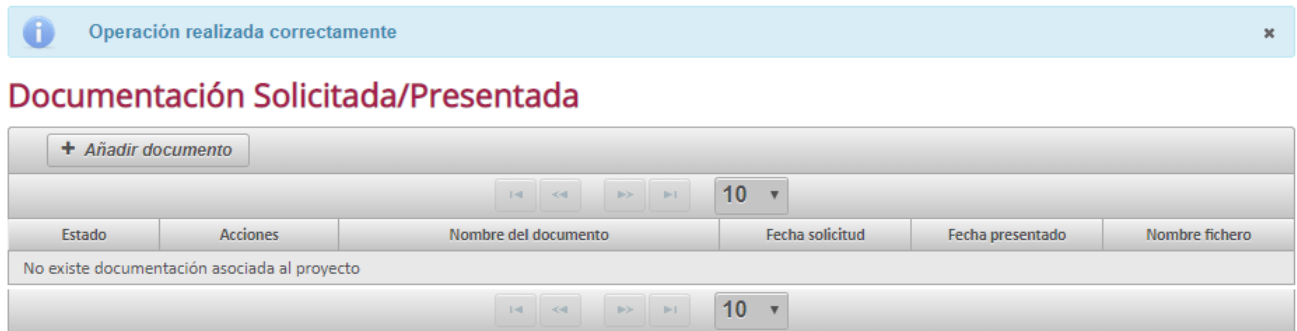 Operación realizada correctamente
Documentación Solicitada/Presentada
+ Añadir documento
10
Estado Acciones Nombre del documento Fecha solicitud Fecha presentado Nombre fichero
No existe documentación asociada al proyecto
10